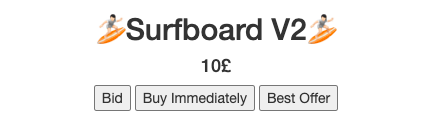 🏄🏻Surfboard V2🏄🏻
10£
Bid Buy Immediately Best Offer